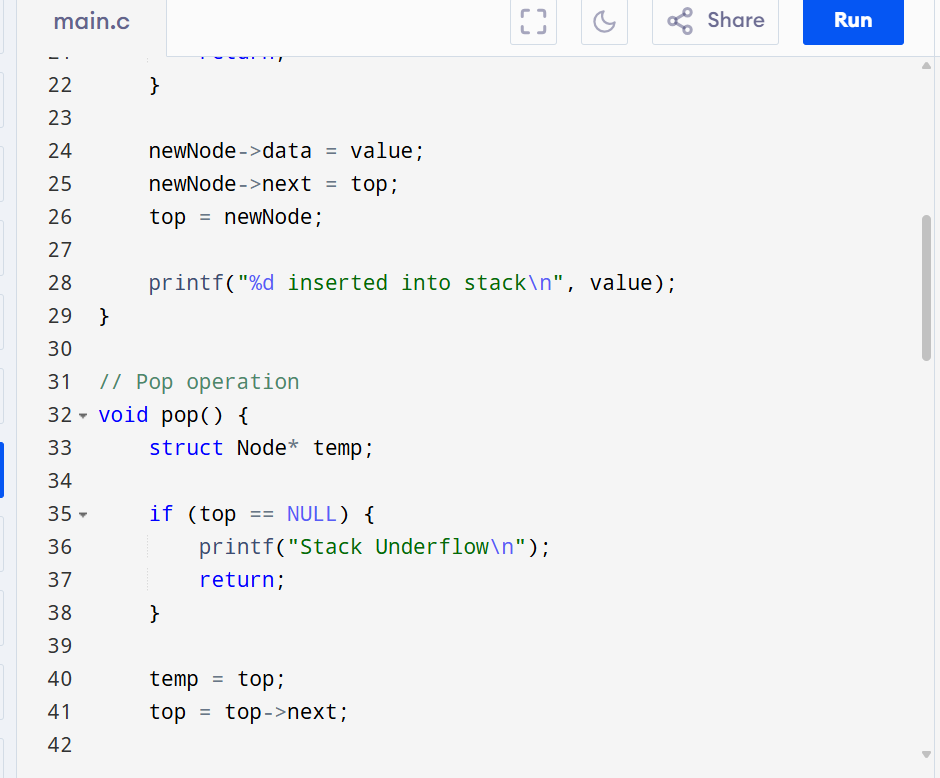 main.c
Share
Run
22 }
23
24 newNode->data = value;
25 newNode->next = top;
26 top = newNode;
27
28 printf("%d inserted into stack\n", value);
29 }
30
31 // Pop operation
32 void pop() {
33 struct Node* temp;
34
35 if (top == NULL) {
36 printf("Stack Underflow\n");
37 return;
38 }
39
40 temp = top;
41 top = top->next;
42